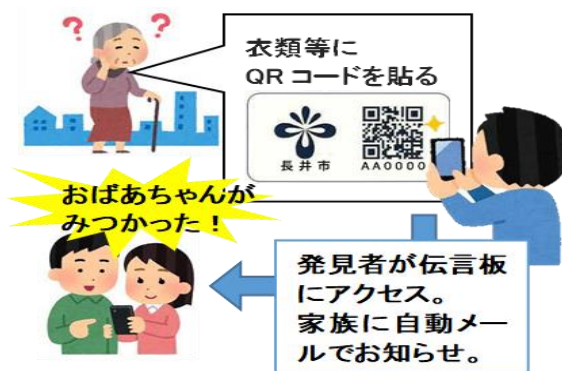 ? ?
衣類等に
QRコードを貼る
長井市 AA0000
おばあちゃんが
みつかった！
発見者が伝言板
にアクセス。
家族に自動メー
ルでお知らせ。